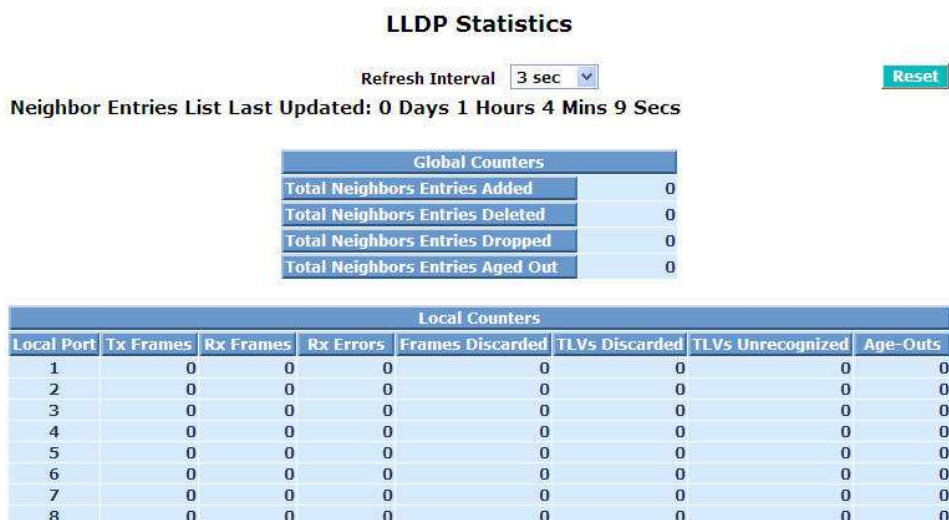 LLDP Statistics
Refresh Interval 3 sec Reset
Neighbor Entries List Last Updated: 0 Days 1 Hours 4 Mins 9 Secs
Global Counters
Total Neighbors Entries Added 0
Total Neighbors Entries Deleted 0
Total Neighbors Entries Dropped 0
Total Neighbors Entries Aged Out 0
Local Counters
Local Port Tx Frames Rx Frames Rx Errors Frames Discarded TLVs Discarded TLVs Unrecognized Age-Outs
1 0 0 0 0 0 0 0
2 0 0 0 0 0 0 0
3 0 0 0 0 0 0 0
4 0 0 0 0 0 0 0
5 0 0 0 0 0 0 0
6 0 0 0 0 0 0 0
7 0 0 0 0 0 0 0
8 0 0 0 0 0 0 0